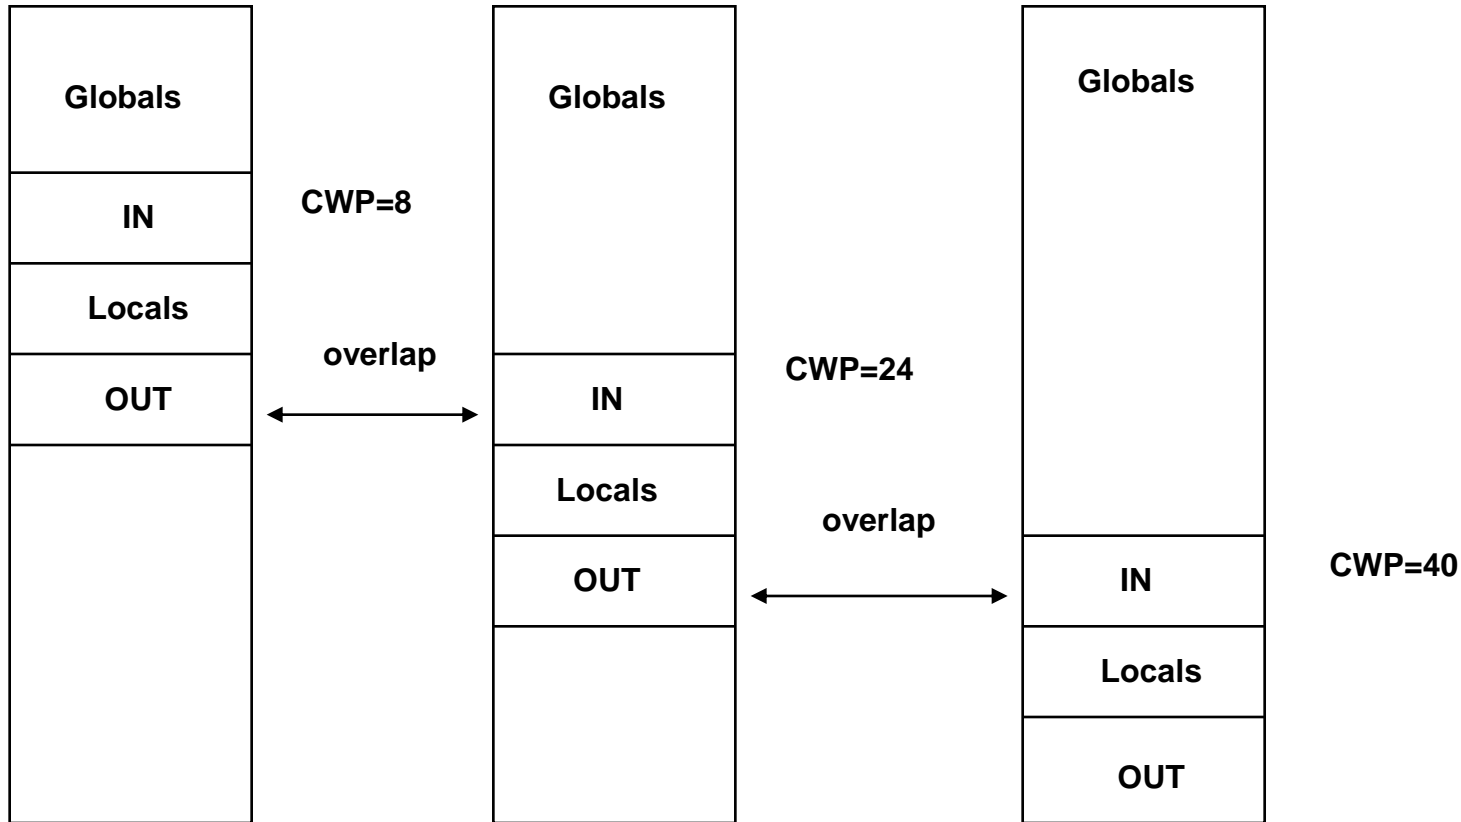 Globals
IN
Locals
OUT
CWP=8
overlap
Globals
IN
Locals
OUT
CWP=24
overlap
Globals
IN
Locals
OUT
CWP=40